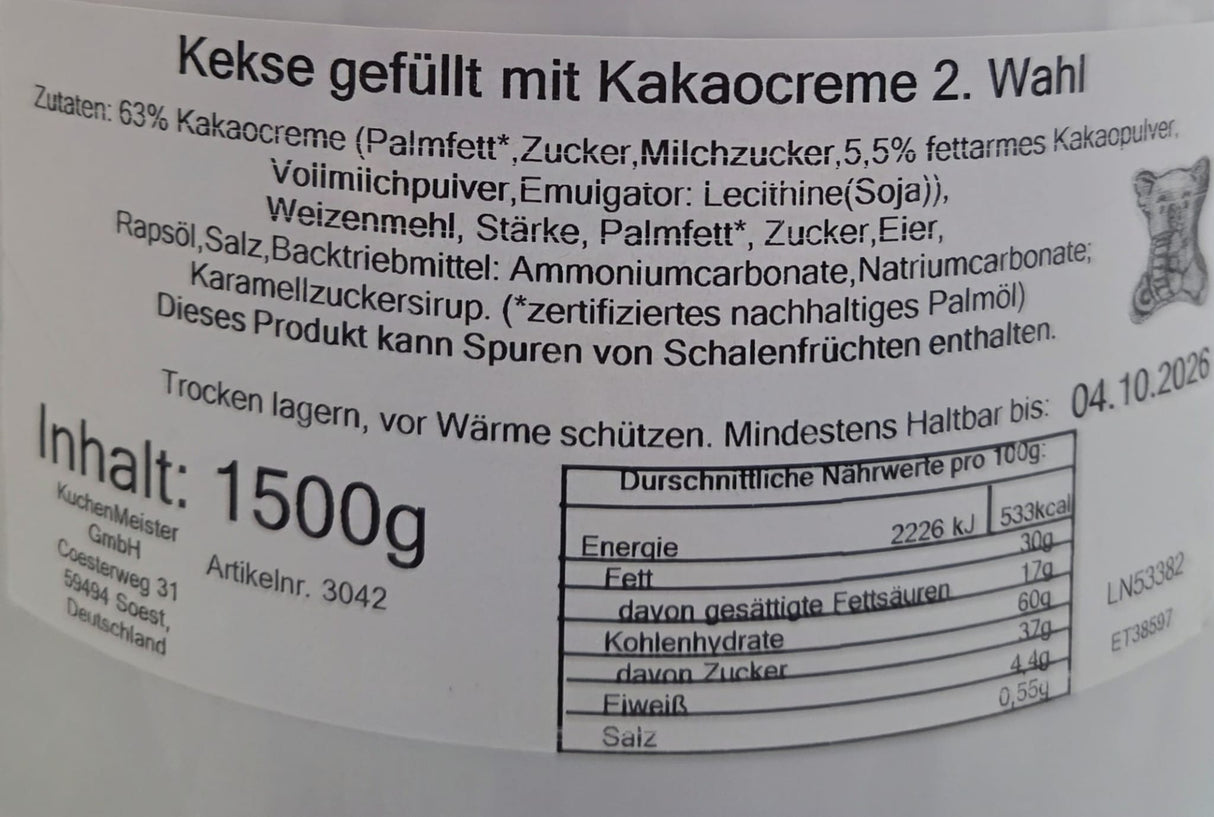 Kekse gefüllt mit Kakaocreme 2. Wahl
Zutaten: 63% Kakaocreme (Palmfett*,Zucker,Milchzucker,5,5% fettarmes Kakaopulver,
Vollmilchpulver,Emulgator: Lecithine(Soja)),
Weizenmehl, Stärke, Palmfett*, Zucker,Eier,
Rapsöl,Salz,Backtriebmittel: Ammoniumcarbonate,Natriumcarbonate;
Karamellzuckersirup. (*zertifiziertes nachhaltiges Palmöl)
Dieses Produkt kann Spuren von Schalenfrüchten enthalten.
Trocken lagern, vor Wärme schützen. Mindestens Haltbar bis: 04.10.2026
Inhalt: 1500g
KuchenMeister
GmbH
Coesterweg 31
59494 Soest,
Deutschland
Artikelnr. 3042
Durschnittliche Nährwerte pro 100g:
Energie 2226 kJ 533kcal
Fett 30g
davon gesättigte Fettsäuren 17g
Kohlenhydrate 60g
davon Zucker 37g
Eiweiß 4,4g
Salz 0,55g
LN53382
ET38597